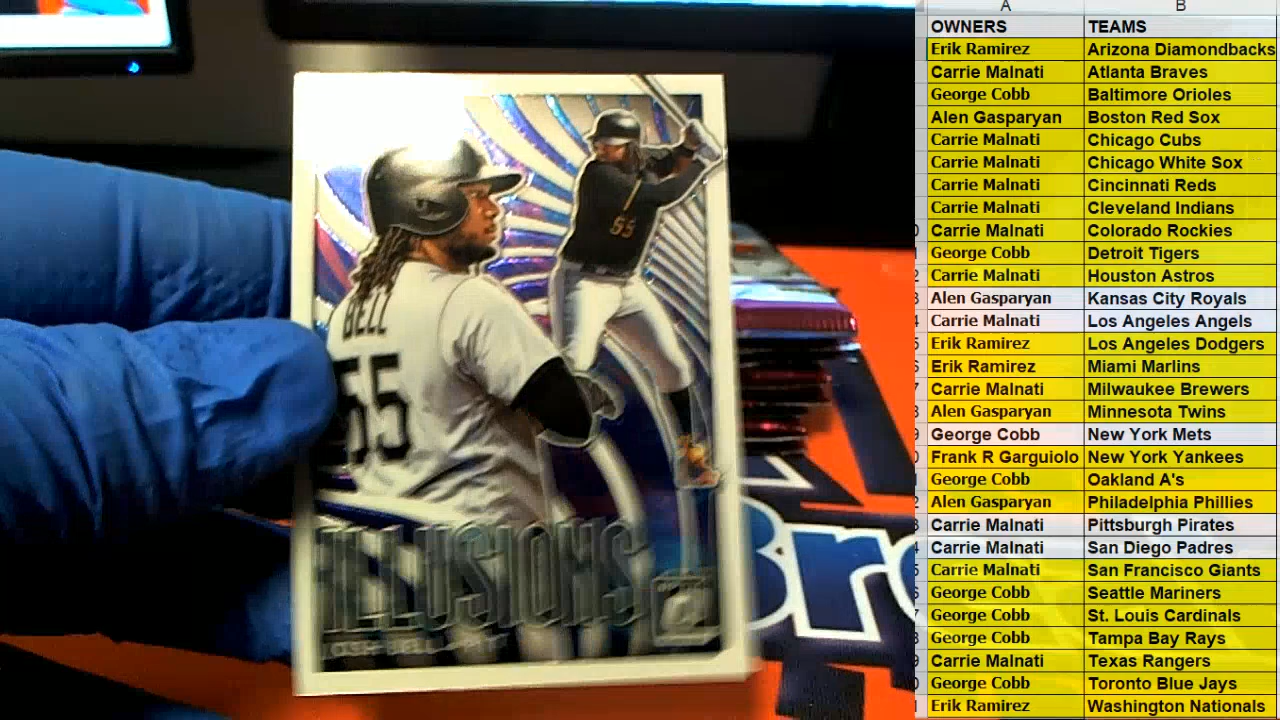 A B
OWNERS TEAMS
Erik Ramirez Arizona Diamondbacks
Carrie Malnati Atlanta Braves
George Cobb Baltimore Orioles
Alen Gasparyan Boston Red Sox
Carrie Malnati Chicago Cubs
Carrie Malnati Chicago White Sox
Carrie Malnati Cincinnati Reds
Carrie Malnati Cleveland Indians
Carrie Malnati Colorado Rockies
George Cobb Detroit Tigers
Carrie Malnati Houston Astros
Alen Gasparyan Kansas City Royals
Carrie Malnati Los Angeles Angels
Erik Ramirez Los Angeles Dodgers
Erik Ramirez Miami Marlins
Carrie Malnati Milwaukee Brewers
Alen Gasparyan Minnesota Twins
George Cobb New York Mets
Frank R Garguiolo New York Yankees
George Cobb Oakland A's
Alen Gasparyan Philadelphia Phillies
Carrie Malnati Pittsburgh Pirates
Carrie Malnati San Diego Padres
Carrie Malnati San Francisco Giants
George Cobb Seattle Mariners
George Cobb St. Louis Cardinals
George Cobb Tampa Bay Rays
Carrie Malnati Texas Rangers
George Cobb Toronto Blue Jays
Erik Ramirez Washington Nationals
BELL
55
55
ILLUSIONS
JOSH BELL
Br